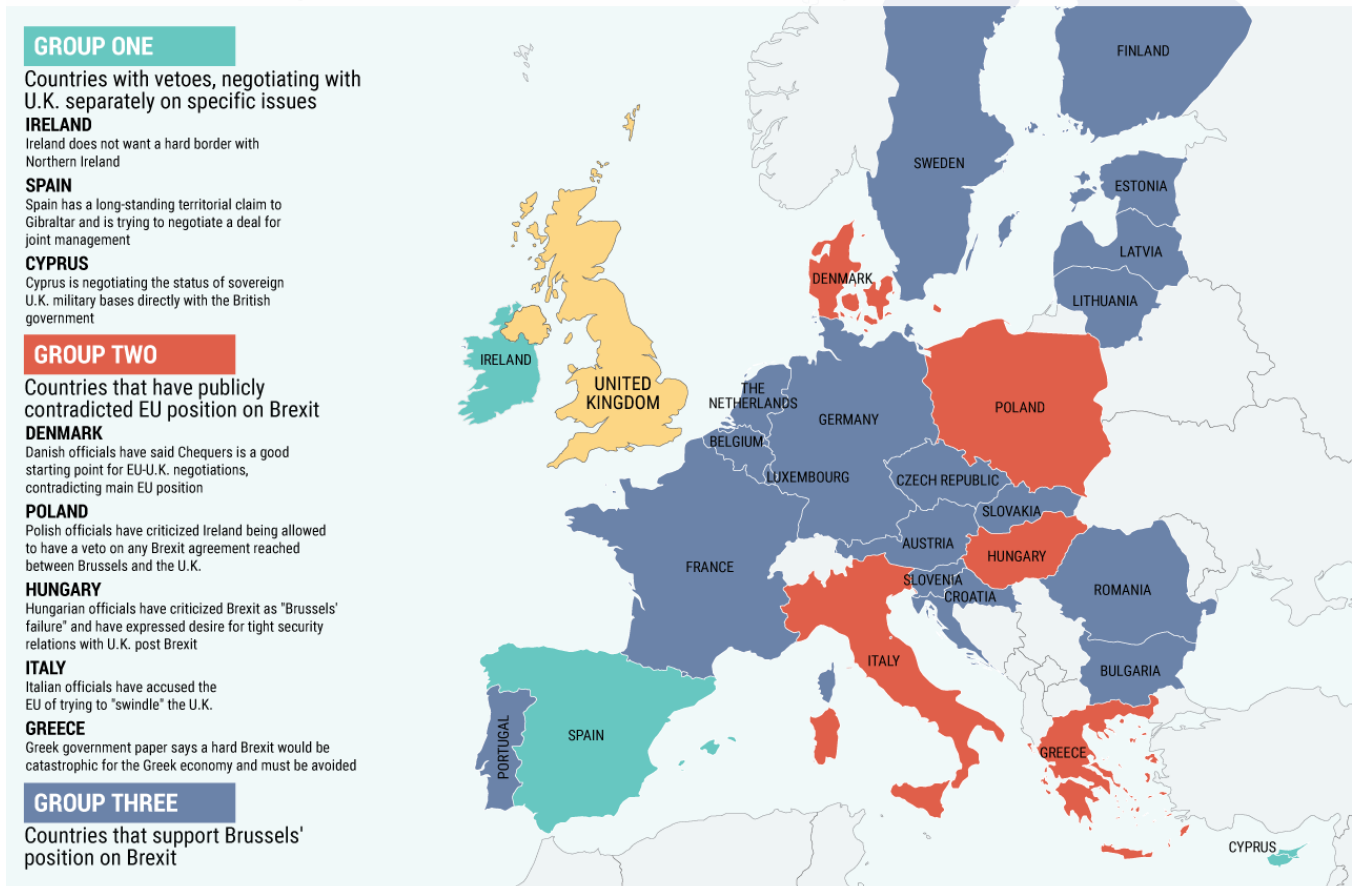 GROUP ONE
Countries with vetoes, negotiating with
U.K. separately on specific issues
IRELAND
Ireland does not want a hard border with
Northern Ireland
SPAIN
Spain has a long-standing territorial claim to
Gibraltar and is trying to negotiate a deal for
joint management
CYPRUS
Cyprus is negotiating the status of sovereign
U.K. military bases directly with the British
government
GROUP TWO
Countries that have publicly
contradicted EU position on Brexit
DENMARK
Danish officials have said Chequers is a good
starting point for EU-U.K. negotiations,
contradicting main EU position
POLAND
Polish officials have criticized Ireland being allowed
to have a veto on any Brexit agreement reached
between Brussels and the U.K.
HUNGARY
Hungarian officials have criticized Brexit as "Brussels'
failure" and have expressed desire for tight security
relations with U.K. post Brexit
ITALY
Italian officials have accused the
EU of trying to "swindle" the U.K.
GREECE
Greek government paper says a hard Brexit would be
catastrophic for the Greek economy and must be avoided
GROUP THREE
Countries that support Brussels'
position on Brexit
FINLAND
SWEDEN
ESTONIA
LATVIA
LITHUANIA
DENMARK
IRELAND
UNITED
KINGDOM
THE
NETHERLANDS
BELGIUM
LUXEMBOURG
GERMANY
POLAND
CZECH REPUBLIC
SLOVAKIA
AUSTRIA
HUNGARY
FRANCE
SLOVENIA
CROATIA
ROMANIA
ITALY
BULGARIA
PORTUGAL
SPAIN
GREECE
CYPRUS